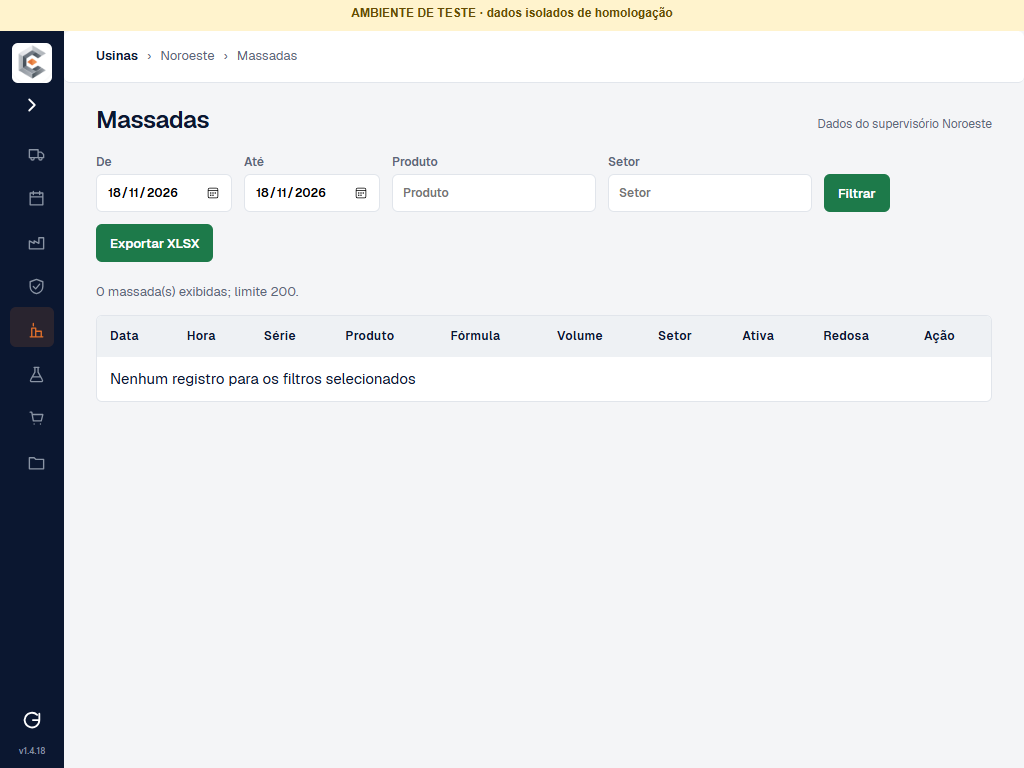 AMBIENTE DE TESTE · dados isolados de homologação
Usinas › Noroeste › Massadas
Massadas
Dados do supervisório Noroeste
De Até Produto Setor
18/11/2026 18/11/2026 Produto Setor Filtrar
Exportar XLSX
0 massada(s) exibidas; limite 200.
Data Hora Série Produto Fórmula Volume Setor Ativa Redosa Ação
Nenhum registro para os filtros selecionados
v1.4.18